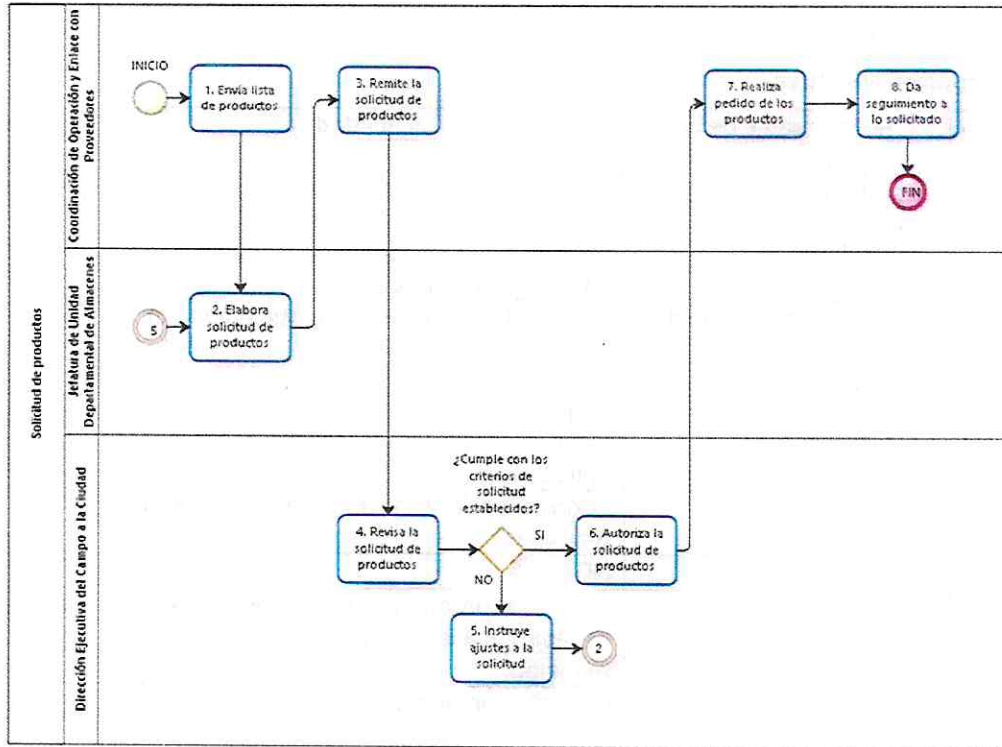 Solicitud de productos
Coordinación de Operación y Enlace con
Proveedores
INICIO
1. Envía lista
de productos
3. Remite la
solicitud de
productos
7. Realiza
pedido de los
productos
8. Da
seguimiento a
lo solicitado
FIN
Jefatura de Unidad
Departamental de Almacenes
5
2. Elabora
solicitud de
productos
Dirección Ejecutiva del Campo a la Ciudad
¿Cumple con los
criterios de
solicitud
establecidos?
4. Revisa la
solicitud de
productos
SI
6. Autoriza la
solicitud de
productos
NO
5. Instruye
ajustes a la
solicitud
2